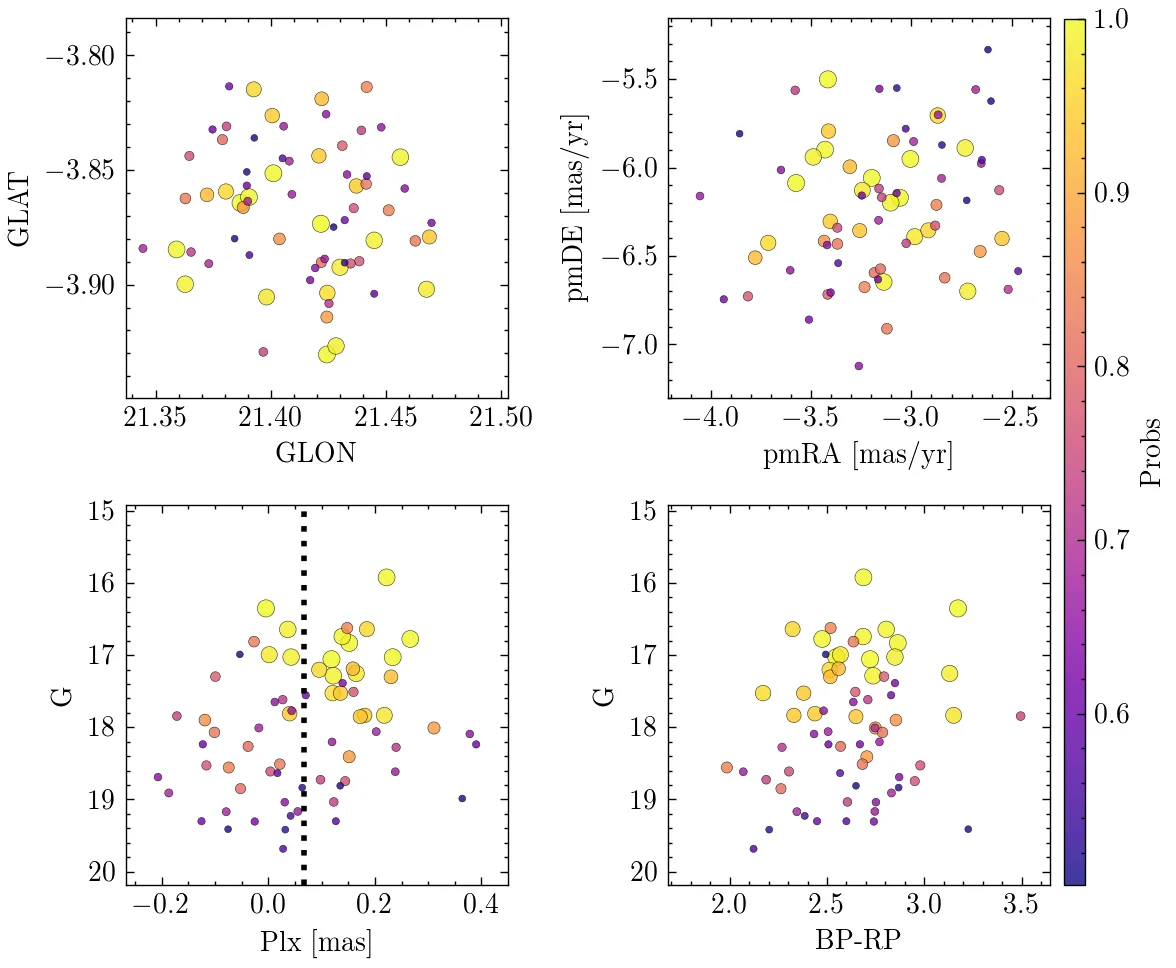 −3.80
−3.85
−3.90
GLAT
21.35 21.40 21.45 21.50
GLON
−5.5
−6.0
−6.5
−7.0
pmDE [mas/yr]
−4.0 −3.5 −3.0 −2.5
pmRA [mas/yr]
15
16
17
18
19
20
G
−0.2 0.0 0.2 0.4
Plx [mas]
15
16
17
18
19
20
G
2.0 2.5 3.0 3.5
BP-RP
1.0
0.9
0.8
0.7
0.6
Probs